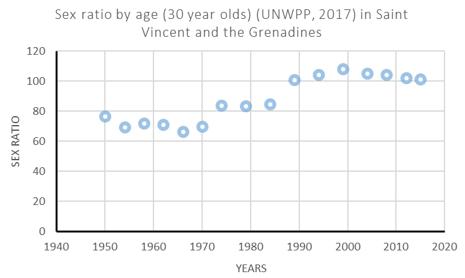 Sex ratio by age (30 year olds) (UNWPP, 2017) in Saint
Vincent and the Grenadines
120
100
80
60
40
20
0
SEX RATIO
1940 1950 1960 1970 1980 1990 2000 2010 2020
YEARS